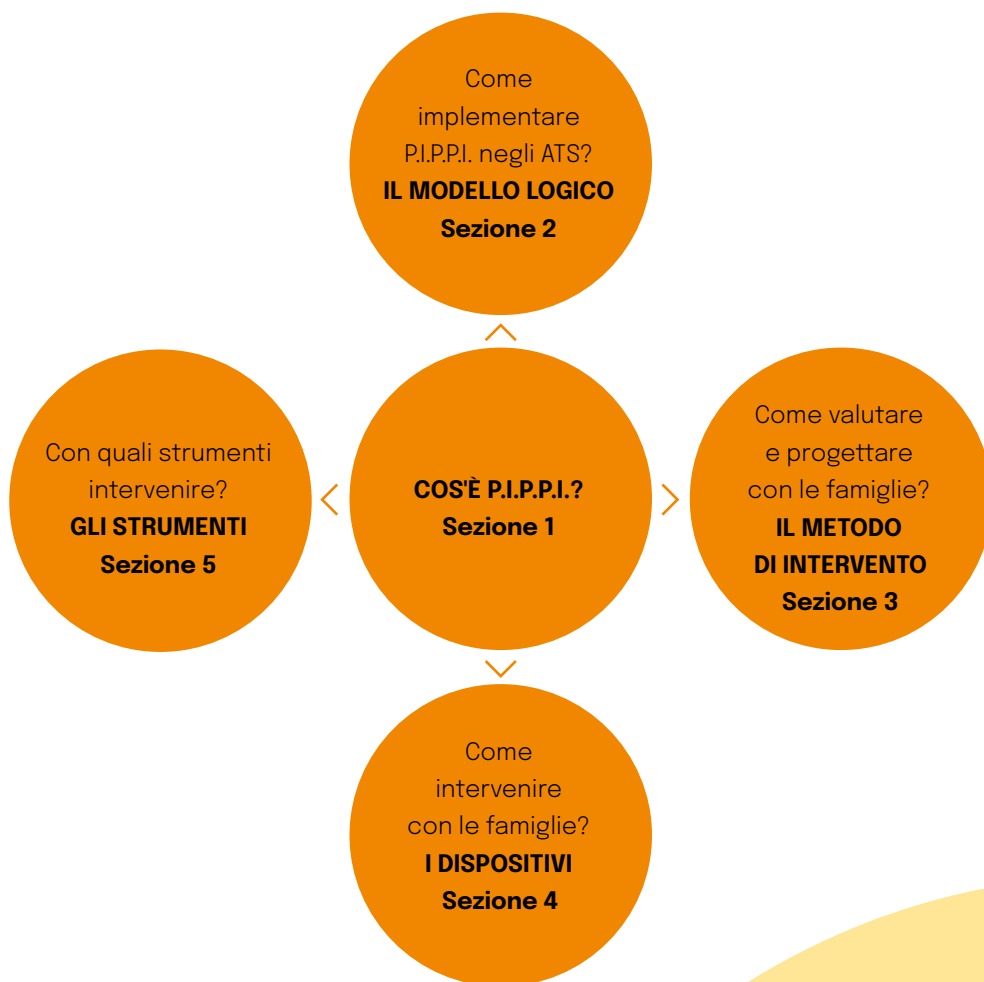 Come
implementare
P.I.P.P.I. negli ATS?
IL MODELLO LOGICO
Sezione 2
Con quali strumenti
intervenire?
GLI STRUMENTI
Sezione 5
COS'È P.I.P.P.I.?
Sezione 1
Come valutare
e progettare
con le famiglie?
IL METODO
DI INTERVENTO
Sezione 3
Come
intervenire
con le famiglie?
I DISPOSITIVI
Sezione 4